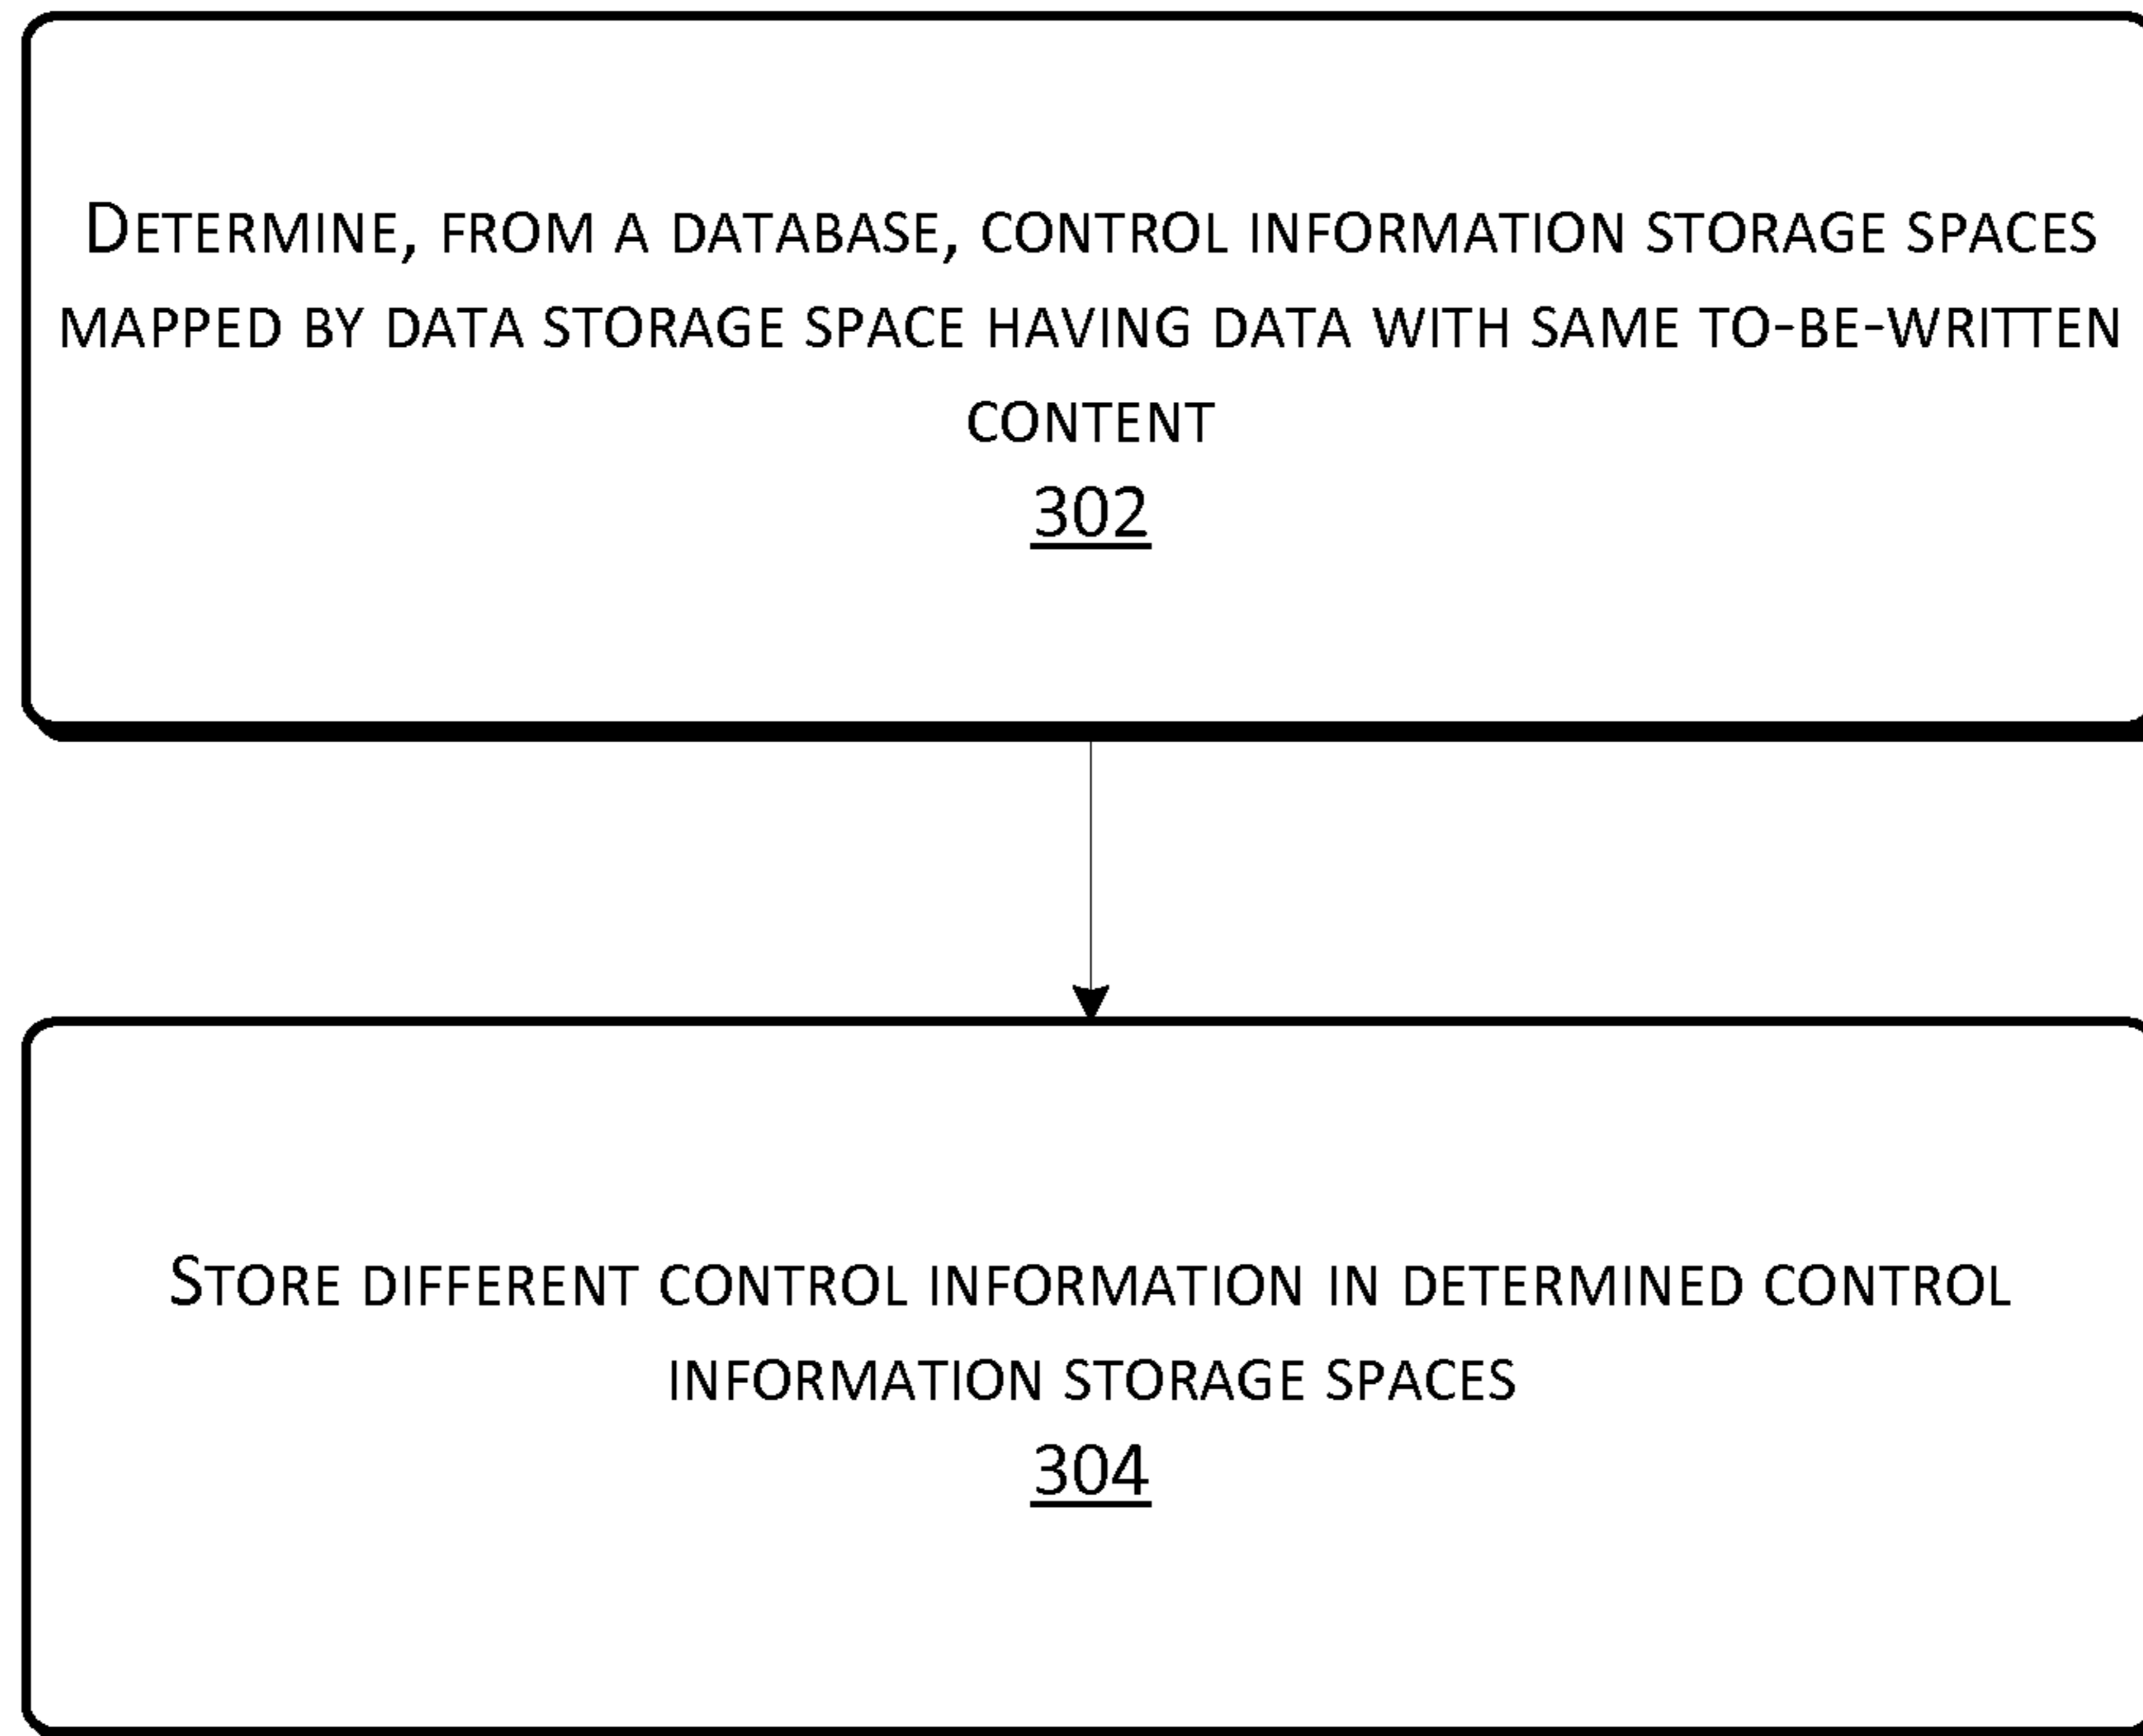 DETERMINE, FROM A DATABASE, CONTROL INFORMATION STORAGE SPACES
MAPPED BY DATA STORAGE SPACE HAVING DATA WITH SAME TO-BE-WRITTEN
CONTENT
302
STORE DIFFERENT CONTROL INFORMATION IN DETERMINED CONTROL
INFORMATION STORAGE SPACES
304